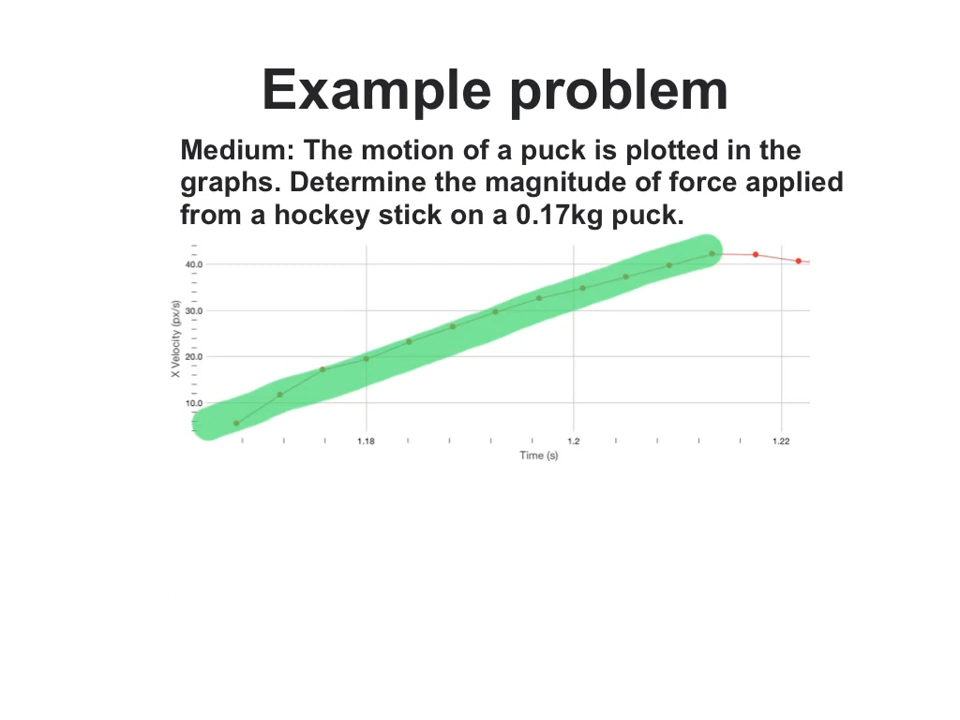 Example problem
Medium: The motion of a puck is plotted in the
graphs. Determine the magnitude of force applied
from a hockey stick on a 0.17kg puck.
40.0
30.0
20.0
10.0
X Velocity (px/s)
1.18
1.2
1.22
Time (s)